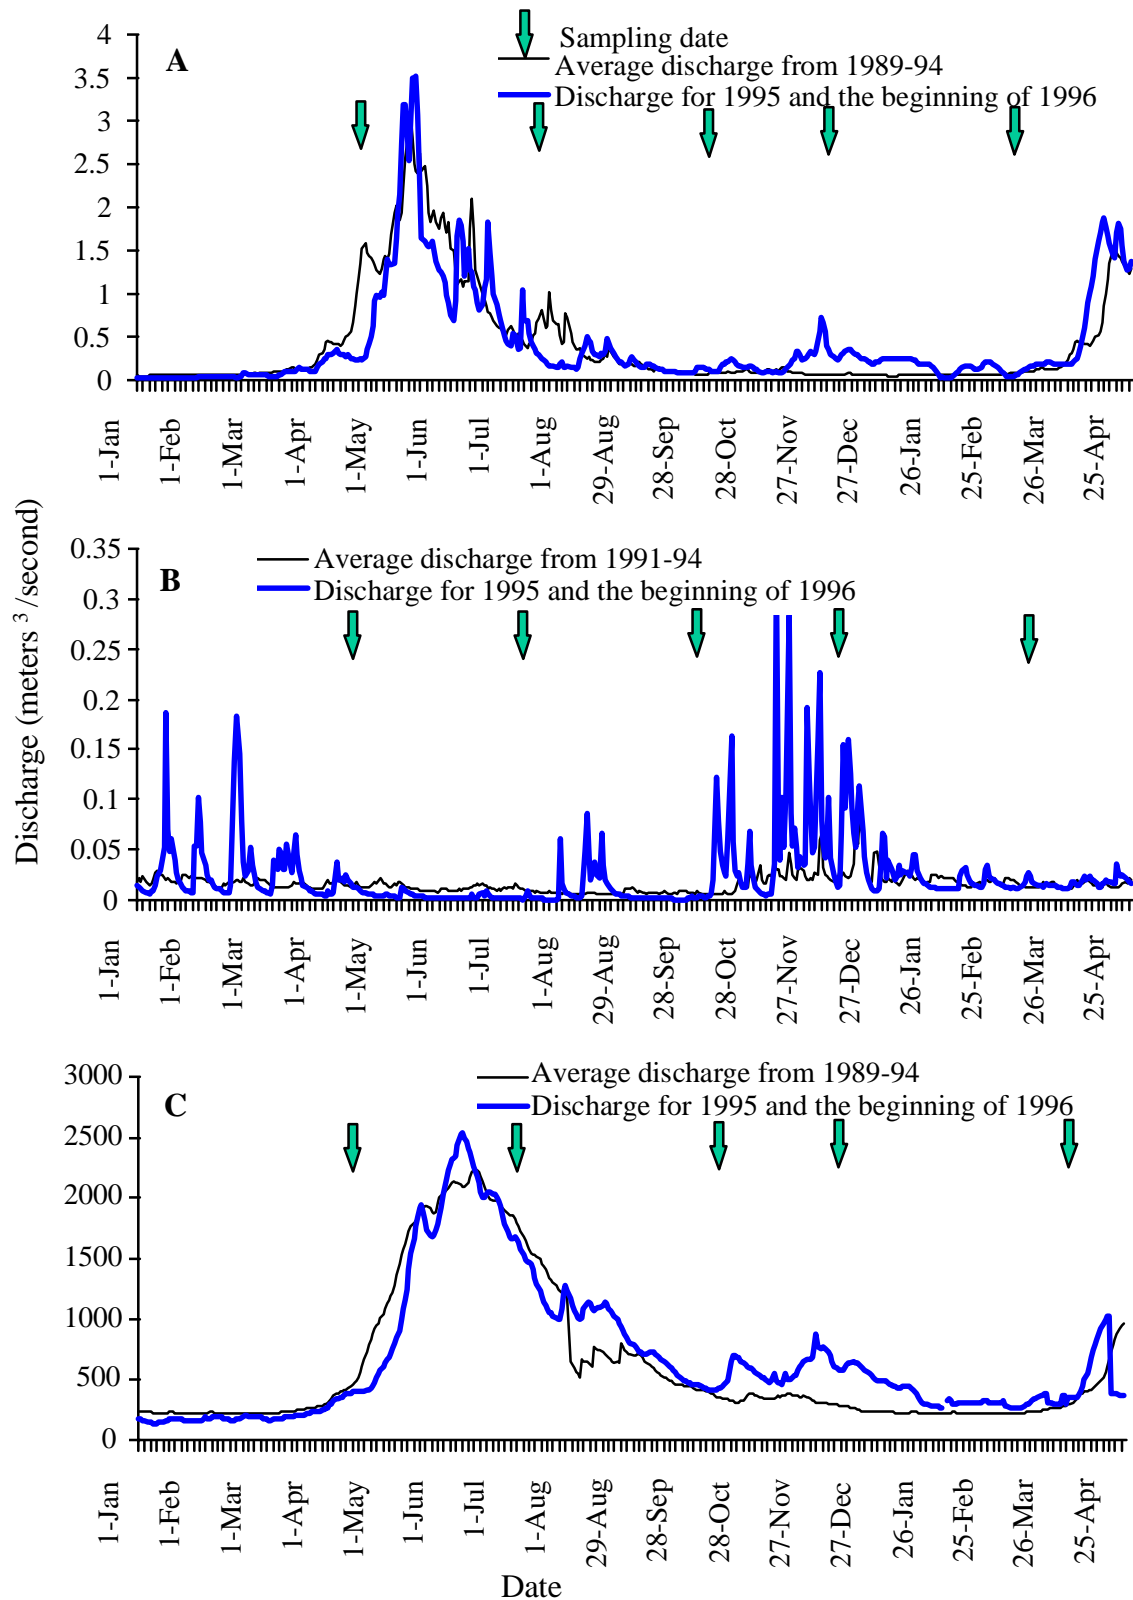 Sampling date
Average discharge from 1989-94
Discharge for 1995 and the beginning of 1996
A
4
3.5
3
2.5
2
1.5
1
0.5
0
1-Jan
1-Feb
1-Mar
1-Apr
1-May
1-Jun
1-Jul
1-Aug
29-Aug
28-Sep
28-Oct
27-Nov
27-Dec
26-Jan
25-Feb
26-Mar
25-Apr
Discharge (meters 3 /second)
Average discharge from 1991-94
Discharge for 1995 and the beginning of 1996
B
0.35
0.3
0.25
0.2
0.15
0.1
0.05
0
1-Jan
1-Feb
1-Mar
1-Apr
1-May
1-Jun
1-Jul
1-Aug
29-Aug
28-Sep
28-Oct
27-Nov
27-Dec
26-Jan
25-Feb
26-Mar
25-Apr
Average discharge from 1989-94
Discharge for 1995 and the beginning of 1996
C
3000
2500
2000
1500
1000
500
0
1-Jan
1-Feb
1-Mar
1-Apr
1-May
1-Jun
1-Jul
1-Aug
29-Aug
28-Sep
28-Oct
27-Nov
27-Dec
26-Jan
25-Feb
26-Mar
25-Apr
Date